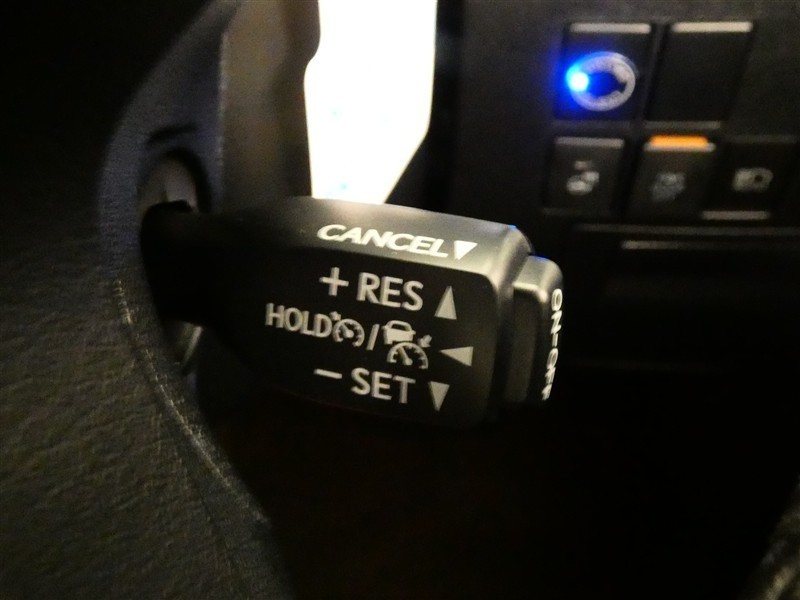 CANCEL
+ RES
HOLD /
- SET
ON-OFF